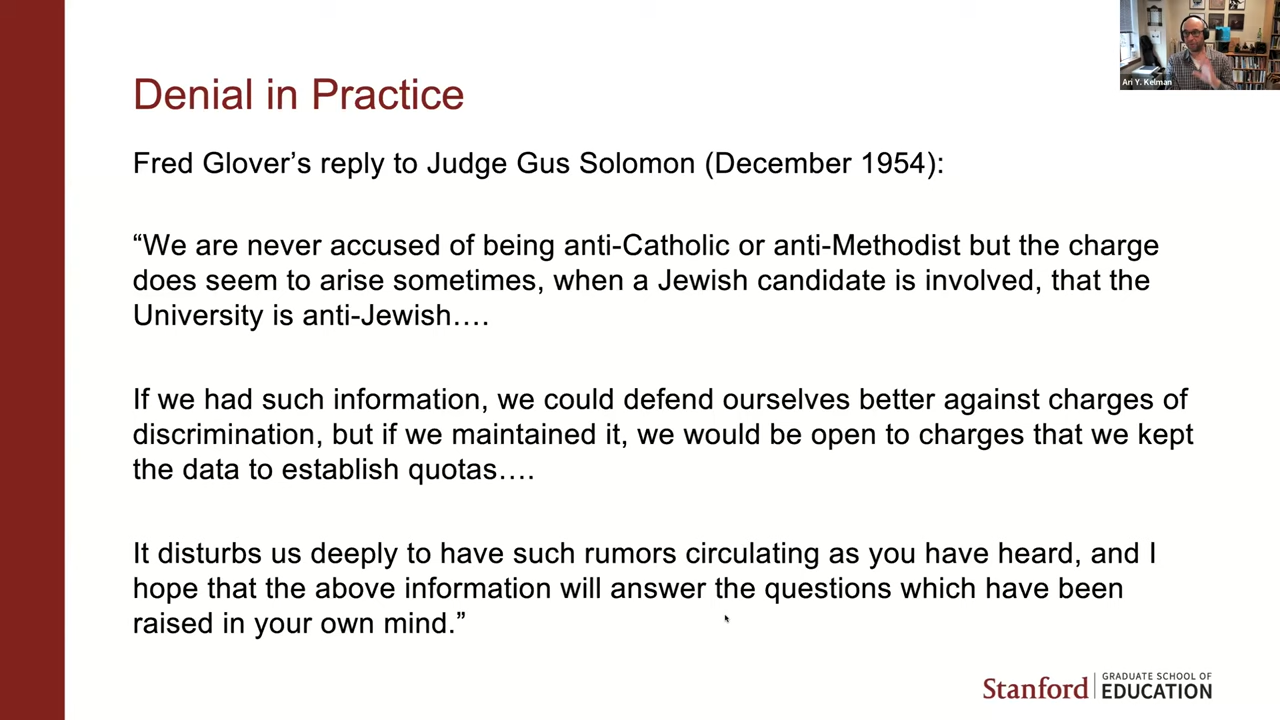 Ari Y. Kelman
Denial in Practice
Fred Glover’s reply to Judge Gus Solomon (December 1954):
“We are never accused of being anti-Catholic or anti-Methodist but the charge
does seem to arise sometimes, when a Jewish candidate is involved, that the
University is anti-Jewish….
If we had such information, we could defend ourselves better against charges of
discrimination, but if we maintained it, we would be open to charges that we kept
the data to establish quotas….
It disturbs us deeply to have such rumors circulating as you have heard, and I
hope that the above information will answer the questions which have been
raised in your own mind.”
Stanford
GRADUATE SCHOOL OF
EDUCATION